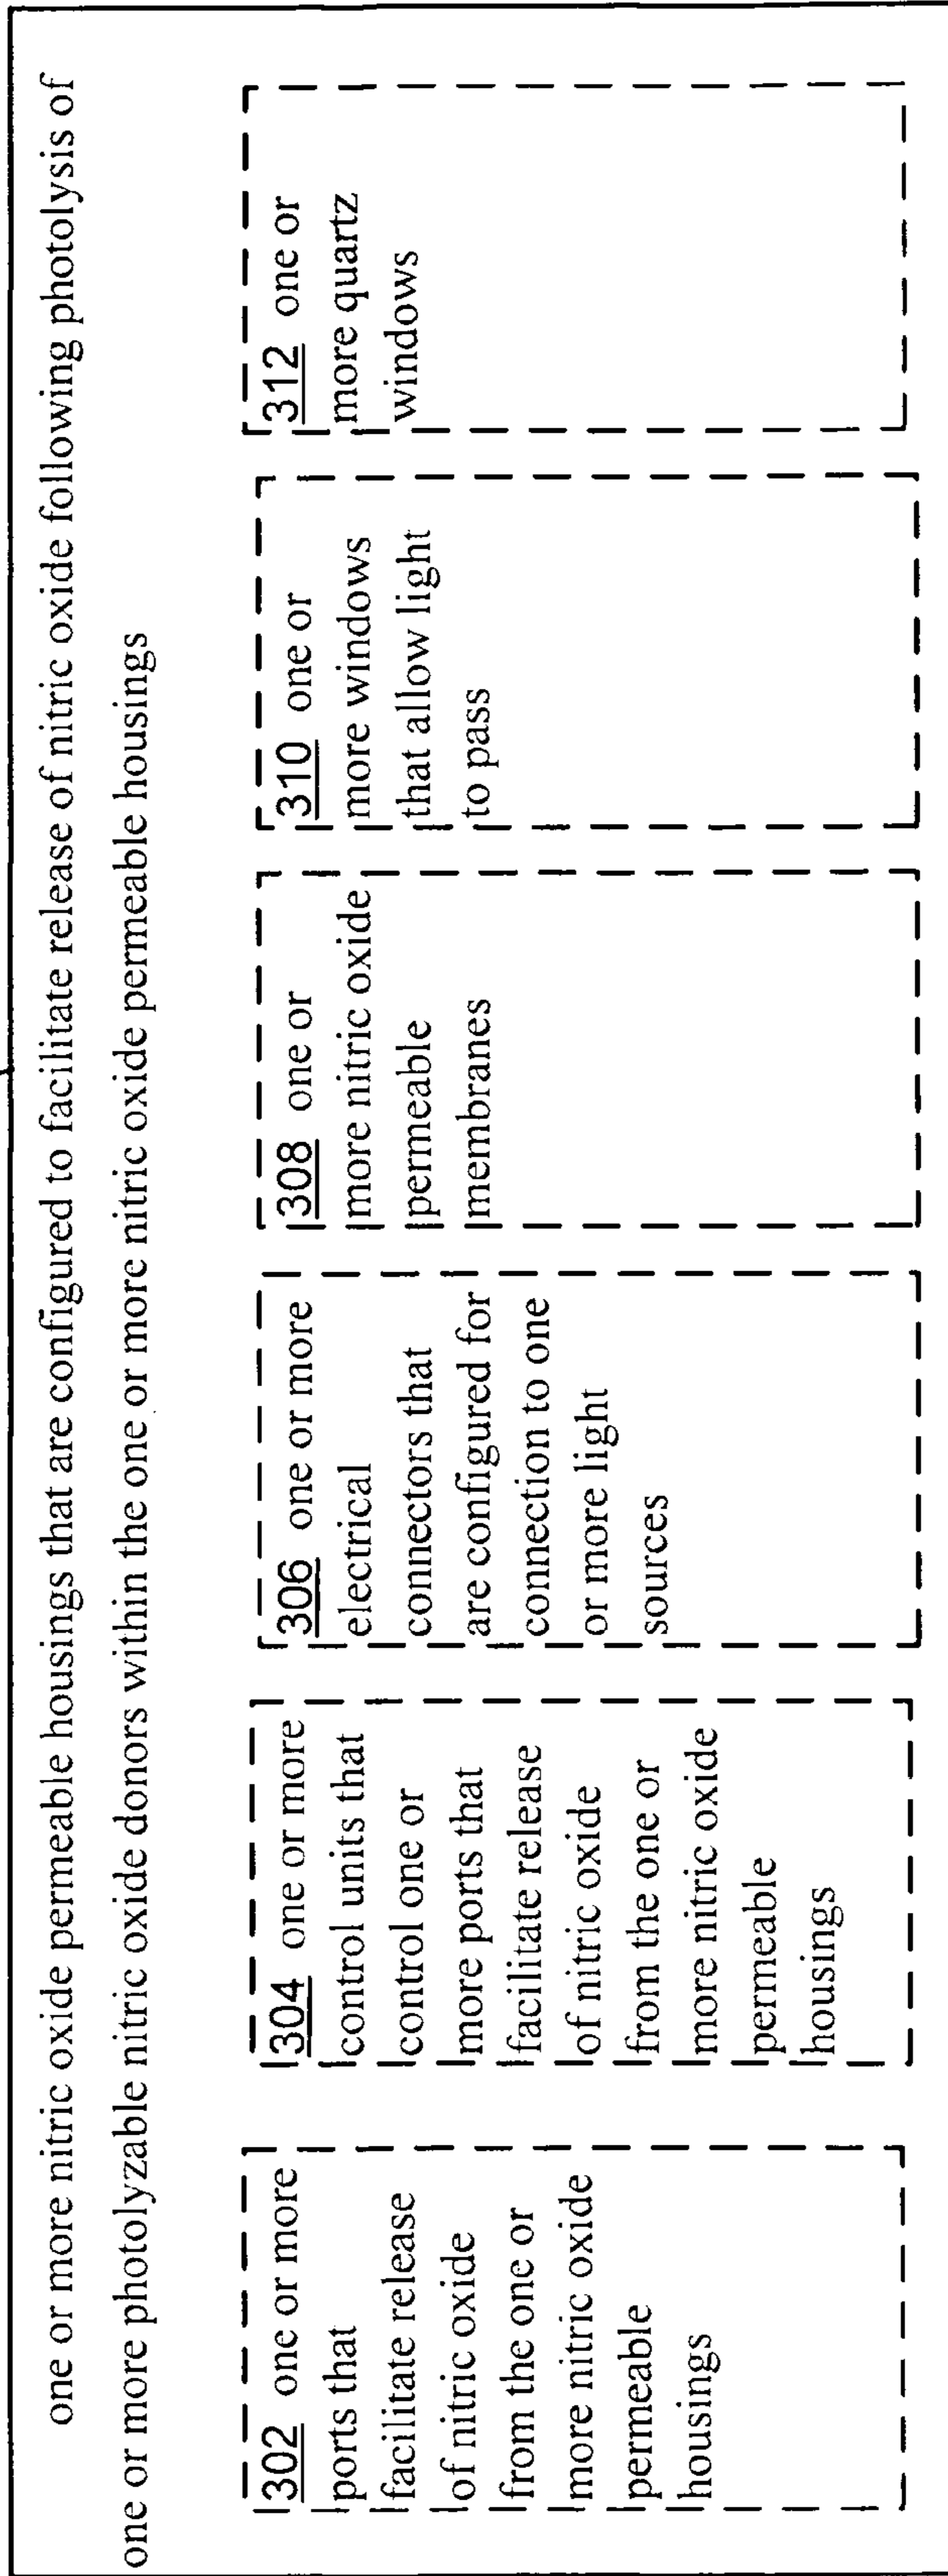 one or more nitric oxide permeable housings that are configured to facilitate release of nitric oxide following photolysis of
one or more photolyzable nitric oxide donors within the one or more nitric oxide permeable housings
302 one or more
ports that
facilitate release
of nitric oxide
from the one or
more nitric oxide
permeable
housings
304 one or more
control units that
control one or
more ports that
facilitate release
of nitric oxide
from the one or
more nitric oxide
permeable
housings
306 one or more
electrical
connectors that
are configured for
connection to one
or more light
sources
308 one or
more nitric oxide
permeable
membranes
310 one or
more windows
that allow light
to pass
312 one or
more quartz
windows